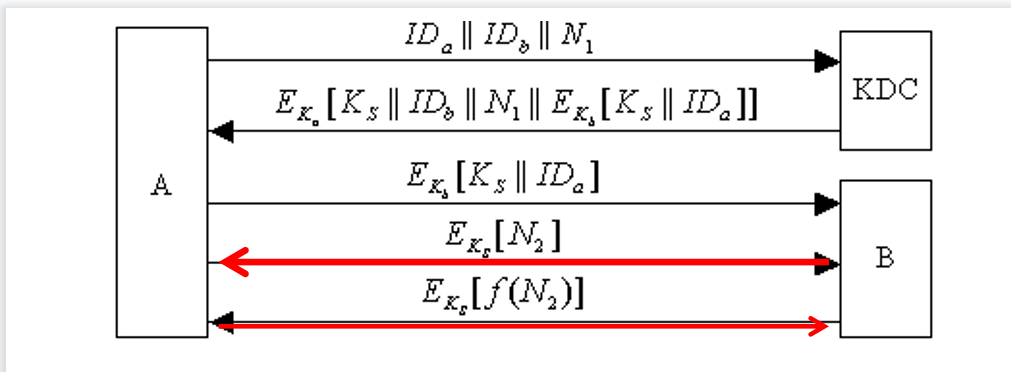 ID_a || ID_b || N_1
KDC
E_{K_a}[K_S || ID_b || N_1 || E_{K_b}[K_S || ID_a]]
A
E_{K_b}[K_S || ID_a]
E_{K_S}[N_2]
B
E_{K_S}[f(N_2)]